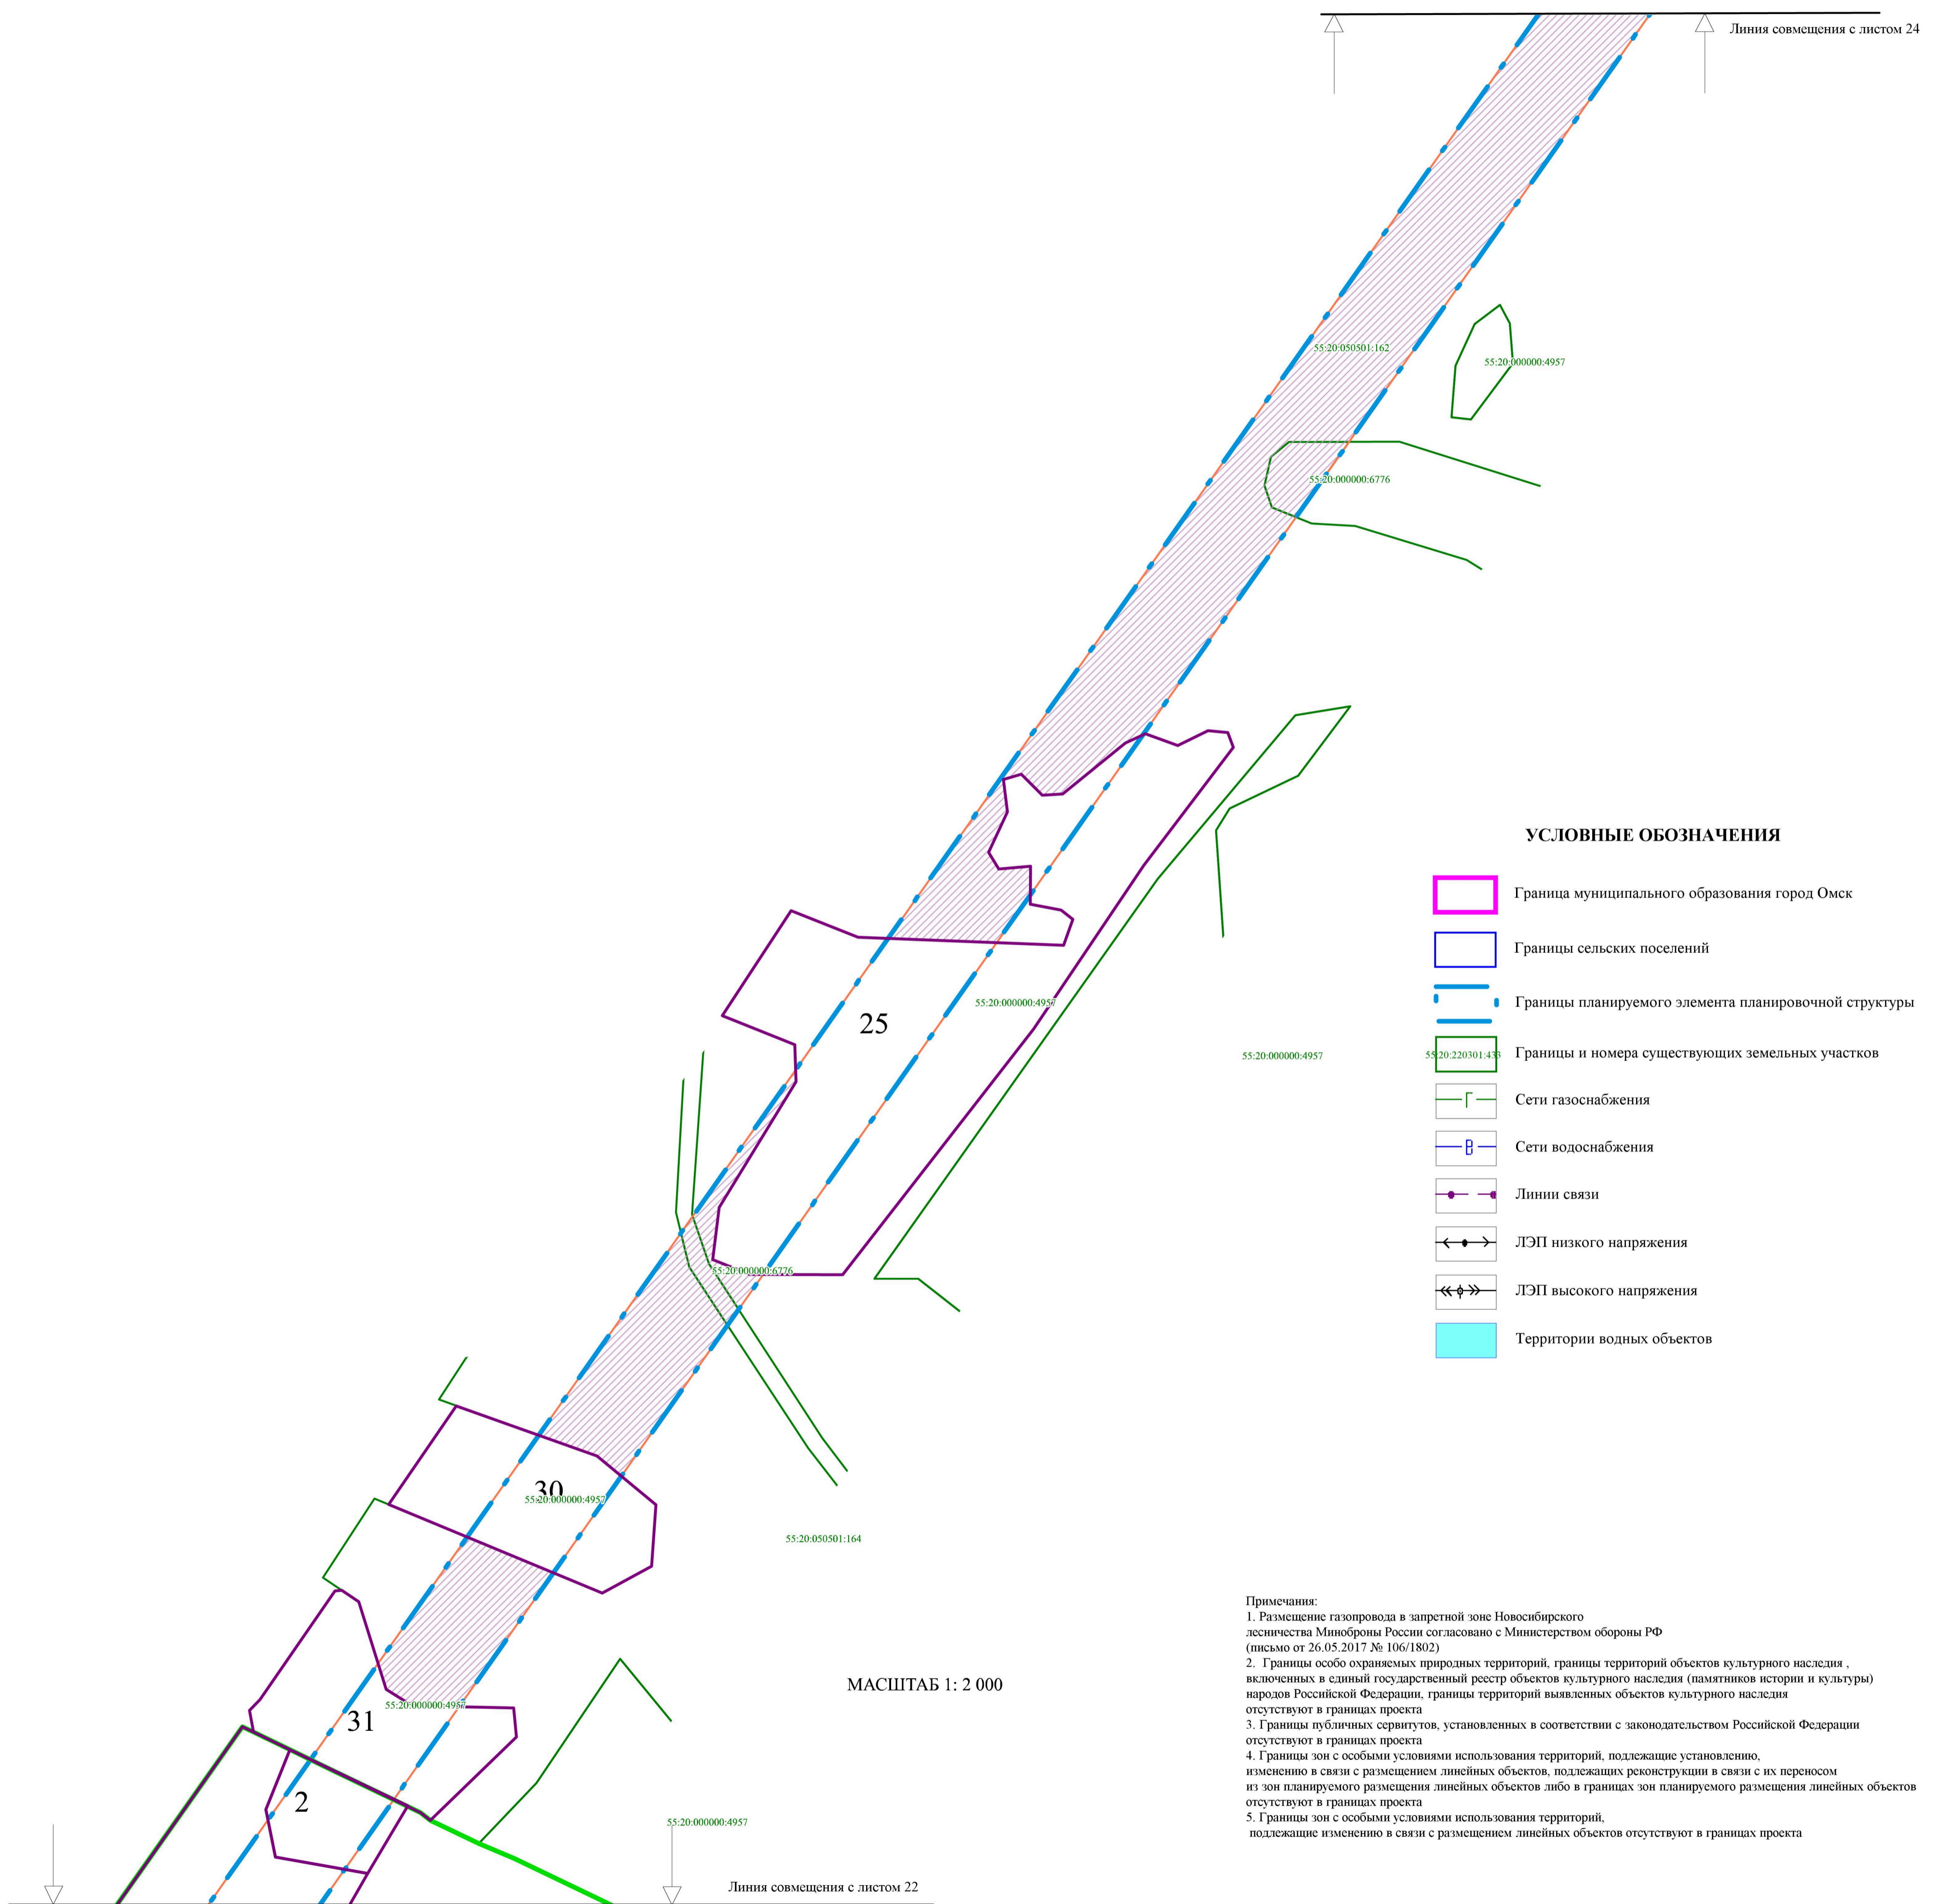 Линия совмещения с листом 24
55:20:050501:162
55:20:000000:4957
55:20:000000:6776
УСЛОВНЫЕ ОБОЗНАЧЕНИЯ
Граница муниципального образования город Омск
Границы сельских поселений
Границы планируемого элемента планировочной структуры
55:20:220301:433
Границы и номера существующих земельных участков
Г
Сети газоснабжения
В
Сети водоснабжения
Линии связи
ЛЭП низкого напряжения
ЛЭП высокого напряжения
Территории водных объектов
55:20:000000:4957
25
55:20:000000:4957
55:20:000000:6776
30
55:20:000000:4957
55:20:050501:164
МАСШТАБ 1: 2 000
55:20:000000:4957
31
2
55:20:000000:4957
Линия совмещения с листом 22
Примечания:
1. Размещение газопровода в запретной зоне Новосибирского
лесничества Миноброны России согласовано с Министерством обороны РФ
(письмо от 26.05.2017 № 106/1802)
2. Границы особо охраняемых природных территорий, границы территорий объектов культурного наследия ,
включенных в единый государственный реестр объектов культурного наследия (памятников истории и культуры)
народов Российской Федерации, границы территорий выявленных объектов культурного наследия
отсутствуют в границах проекта
3. Границы публичных сервитутов, установленных в соответствии с законодательством Российской Федерации
отсутствуют в границах проекта
4. Границы зон с особыми условиями использования территорий, подлежащие установлению,
изменению в связи с размещением линейных объектов, подлежащих реконструкции в связи с их переносом
из зон планируемого размещения линейных объектов либо в границах зон планируемого размещения линейных объектов
отсутствуют в границах проекта
5. Границы зон с особыми условиями использования территорий,
подлежащие изменению в связи с размещением линейных объектов отсутствуют в границах проекта